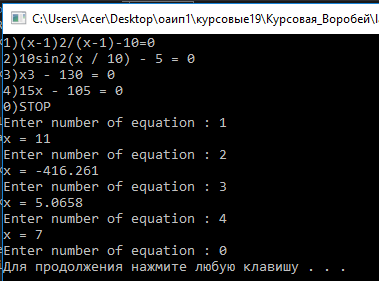 C:\Users\Acer\Desktop\оаип1\курсовые19\Курсовая_Воробей\
1)(x-1)2/(x-1)-10=0
2)10sin2(x / 10) - 5 = 0
3)x3 - 130 = 0
4)15x - 105 = 0
0)STOP
Enter number of equation : 1
x = 11
Enter number of equation : 2
x = -416.261
Enter number of equation : 3
x = 5.0658
Enter number of equation : 4
x = 7
Enter number of equation : 0
Для продолжения нажмите любую клавишу . . .